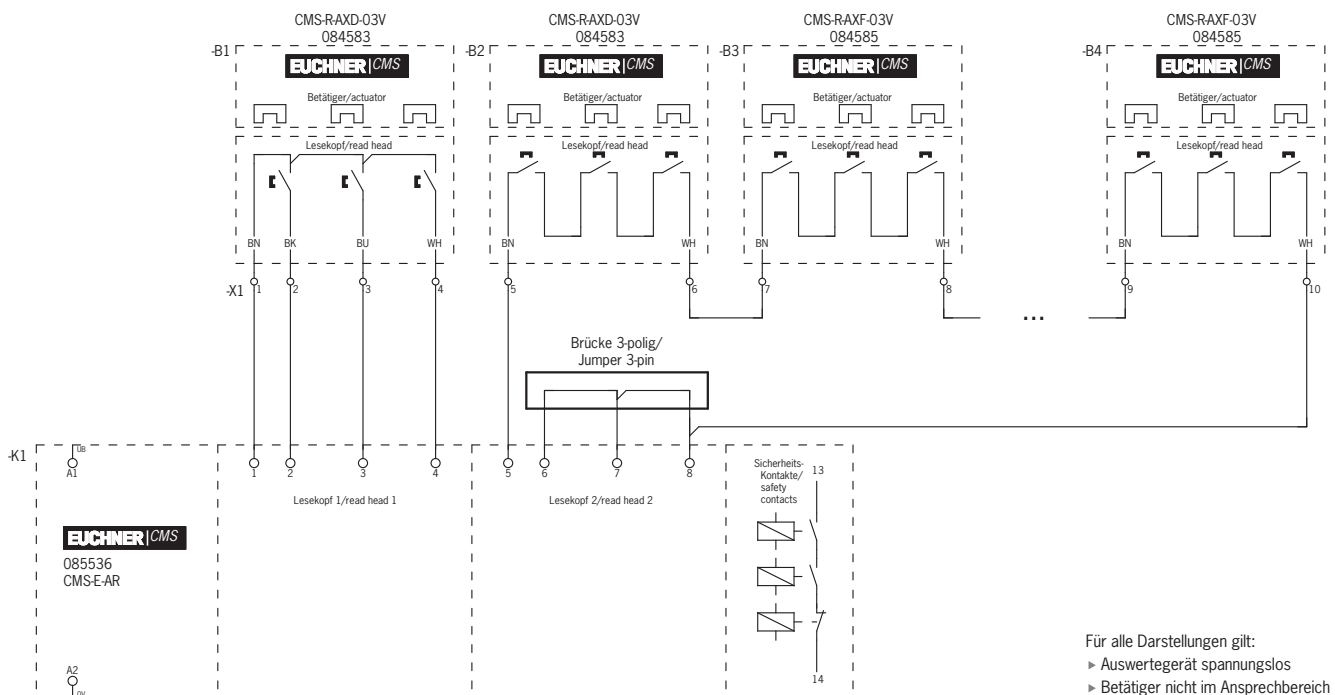 CMS-R-AXD-03V
084583
CMS-R-AXD-03V
084583
CMS-R-AXF-03V
084585
CMS-R-AXF-03V
084585
-B1
-B2
-B3
-B4
EUCHNER|CMS
EUCHNER|CMS
EUCHNER|CMS
EUCHNER|CMS
Betätiger/actuator
Betätiger/actuator
Betätiger/actuator
Betätiger/actuator
Lesekopf/read head
Lesekopf/read head
Lesekopf/read head
Lesekopf/read head
BN BK BU WH
BN WH
BN WH
BN WH
-X1
1 2 3 4
5 6
7 8
9 10
...
Brücke 3-polig/
Jumper 3-pin
-K1
UB
A1
1 2 3 4
5 6 7 8
Lesekopf 1/read head 1
Lesekopf 2/read head 2
Sicherheits-
Kontakte/
safety
contacts
13
EUCHNER|CMS
085536
CMS-E-AR
A2
0V
14
Für alle Darstellungen gilt:
▶ Auswertegerät spannungslos
▶ Betätiger nicht im Ansprechbereich